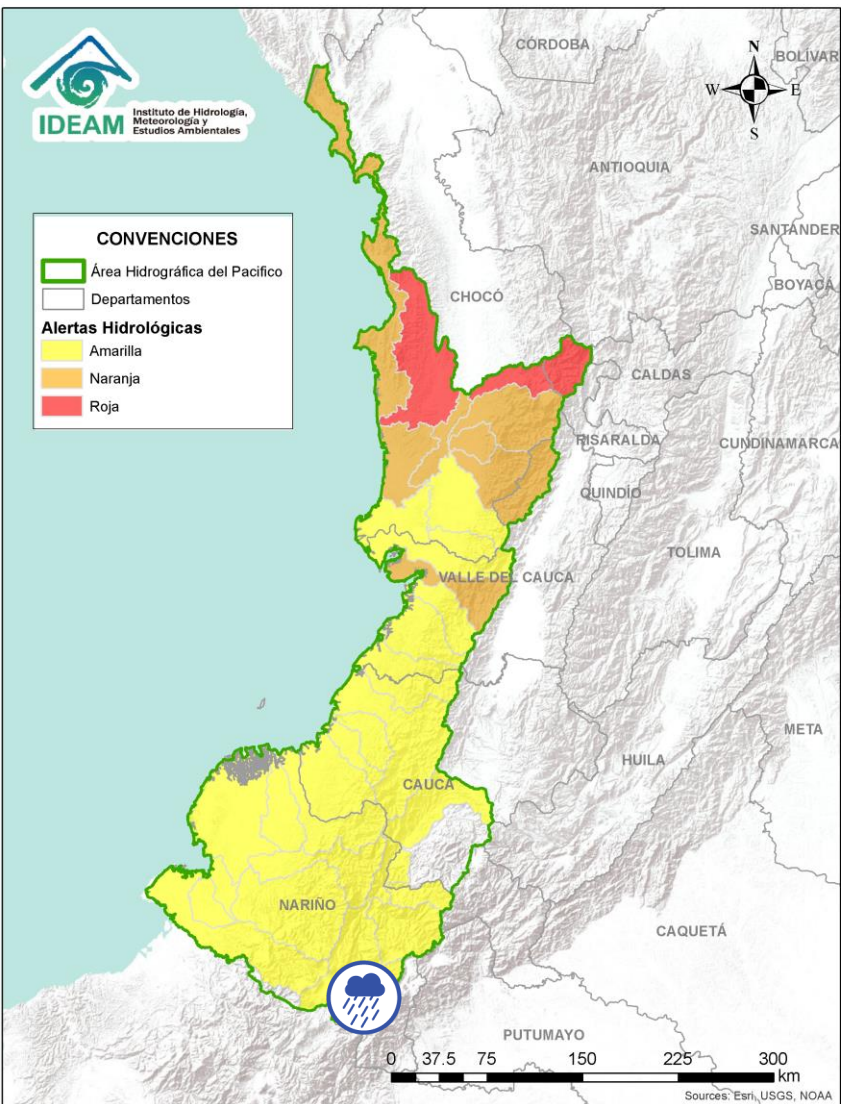 IDEAM
Instituto de Hidrología,
Meteorología y
Estudios Ambientales
CÓRDOBA
BOLÍVAR
N
W
E
S
ANTIOQUIA
SANTANDER
BOYACÁ
CONVENCIONES
Área Hidrográfica del Pacifico
Departamentos
Alertas Hidrológicas
Amarilla
Naranja
Roja
CHOCÓ
CALDAS
RISARALDA
CUNDINAMARCA
QUINDÍO
TOLIMA
VALLE DEL CAUCA
META
HUILA
CAUCA
NARIÑO
CAQUETÁ
PUTUMAYO
0 37.5 75 150 225 300
km
Sources: Esri, USGS, NOAA